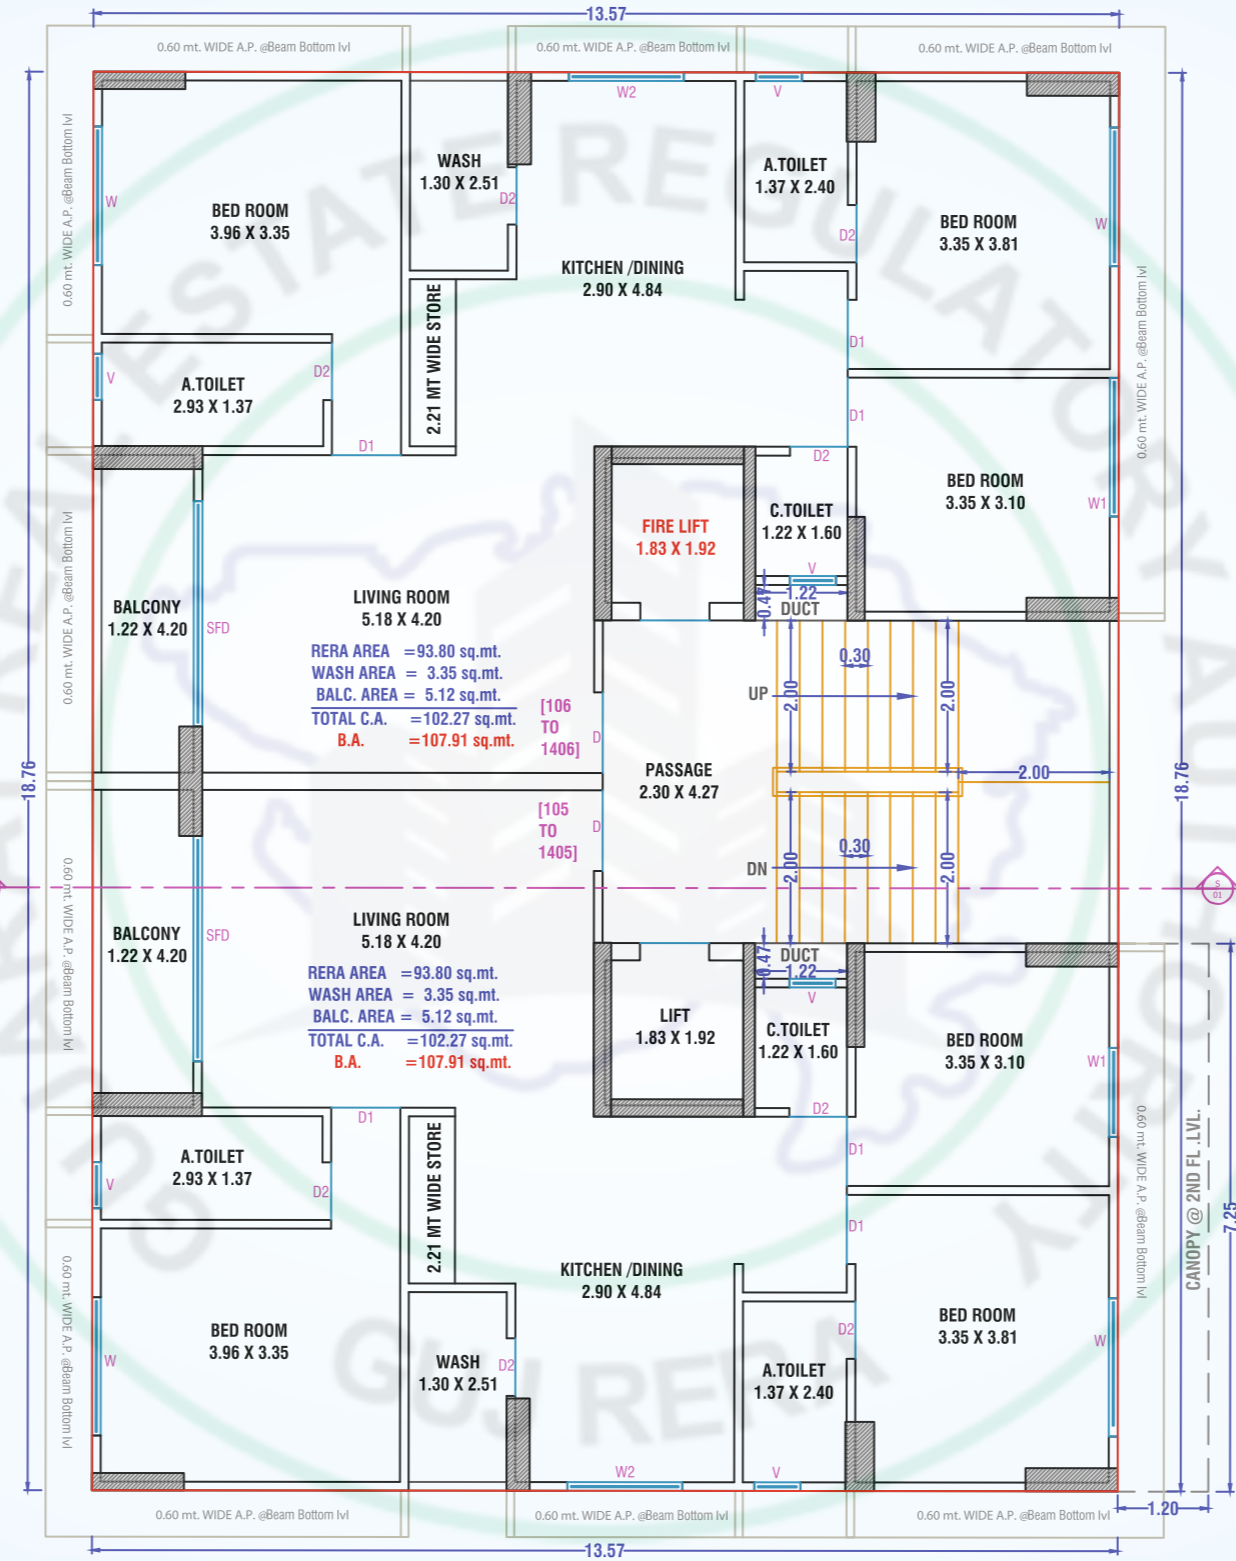 13.57
0.60 mt. WIDE A.P. @Beam Bottom lvl
0.60 mt. WIDE A.P. @Beam Bottom lvl
0.60 mt. WIDE A.P. @Beam Bottom lvl
W2
V
0.60 mt. WIDE A.P. @Beam Bottom lvl
WASH
1.30 X 2.51
D2
A.TOILET
1.37 X 2.40
D2
W
BED ROOM
3.96 X 3.35
BED ROOM
3.35 X 3.81
W
KITCHEN /DINING
2.90 X 4.84
2.21 MT WIDE STORE
0.60 mt. WIDE A.P. @Beam Bottom lvl
D1
V
A.TOILET
2.93 X 1.37
D2
D1
D1
D2
BED ROOM
3.35 X 3.10
W1
C.TOILET
1.22 X 1.60
V
FIRE LIFT
1.83 X 1.92
0.47
1.22
DUCT
0.60 mt. WIDE A.P. @Beam Bottom lvl
BALCONY
1.22 X 4.20
SFD
LIVING ROOM
5.18 X 4.20
RERA AREA =93.80 sq.mt.
WASH AREA = 3.35 sq.mt.
BALC. AREA = 5.12 sq.mt.
TOTAL C.A. =102.27 sq.mt.
B.A. =107.91 sq.mt.
[106
TO
1406]
D
0.30
UP
2.00
2.00
18.76
PASSAGE
2.30 X 4.27
2.00
18.76
[105
TO
1405]
D
0.30
DN
2.00
2.00
S
01
0.60 mt. WIDE A.P. @Beam Bottom lvl
BALCONY
1.22 X 4.20
SFD
LIVING ROOM
5.18 X 4.20
RERA AREA =93.80 sq.mt.
WASH AREA = 3.35 sq.mt.
BALC. AREA = 5.12 sq.mt.
TOTAL C.A. =102.27 sq.mt.
B.A. =107.91 sq.mt.
DUCT
0.47
1.22
V
LIFT
1.83 X 1.92
C.TOILET
1.22 X 1.60
D2
BED ROOM
3.35 X 3.10
W1
D1
D1
D1
A.TOILET
2.93 X 1.37
V
D2
2.21 MT WIDE STORE
0.60 mt. WIDE A.P. @Beam Bottom lvl
CANOPY @ 2ND FL .LVL.
7.25
KITCHEN /DINING
2.90 X 4.84
0.60 mt. WIDE A.P. @Beam Bottom lvl
BED ROOM
3.96 X 3.35
W
WASH
1.30 X 2.51
D2
D2
A.TOILET
1.37 X 2.40
BED ROOM
3.35 X 3.81
W
W2
V
1.20
0.60 mt. WIDE A.P. @Beam Bottom lvl
0.60 mt. WIDE A.P. @Beam Bottom lvl
0.60 mt. WIDE A.P. @Beam Bottom lvl
13.57
GUJARAT REAL ESTATE REGULATORY AUTHORITY
GUJ RERA